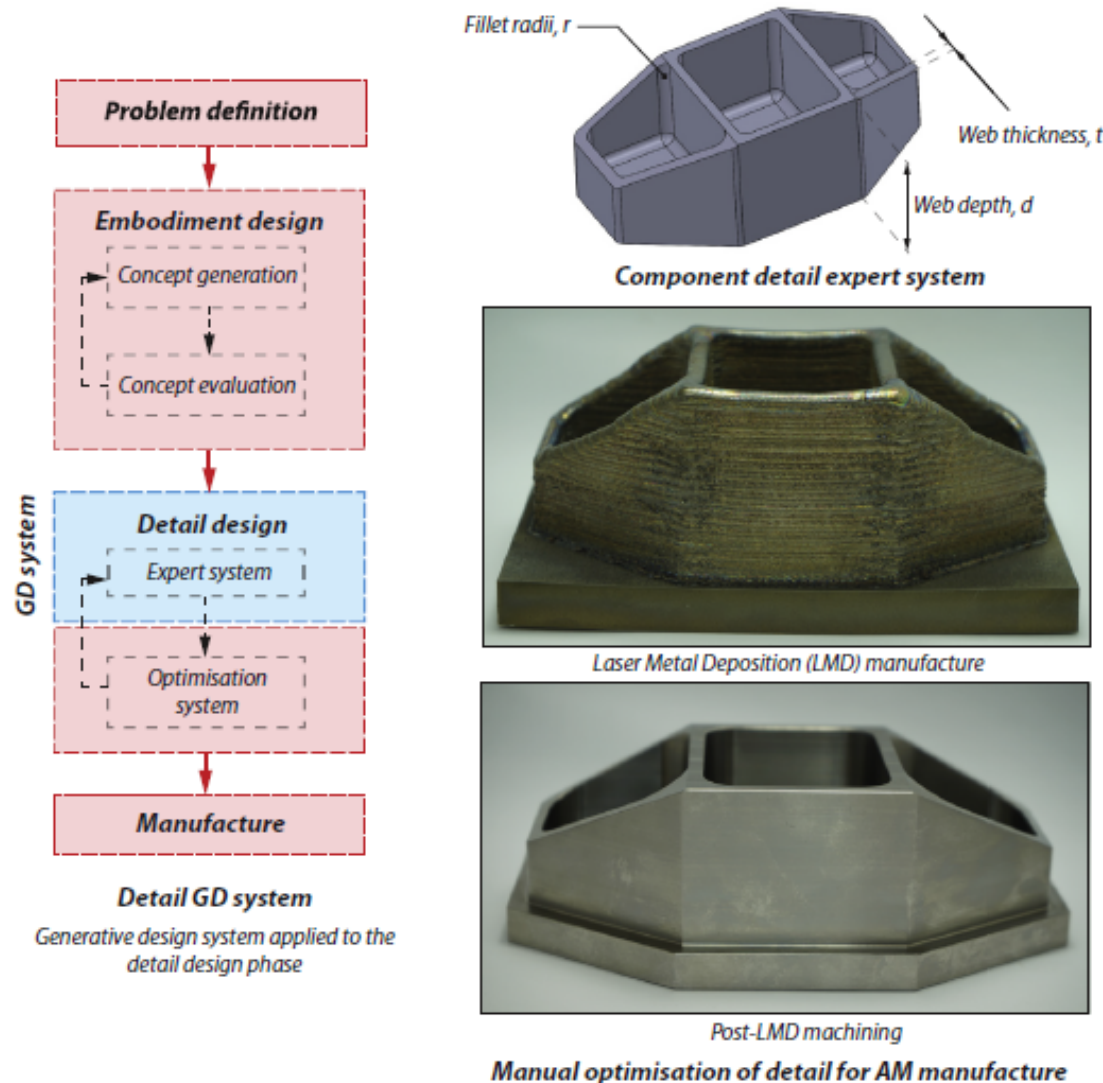 Problem definition
Embodiment design
Concept generation
Concept evaluation
GD system
Detail design
Expert system
Optimisation
system
Manufacture
Detail GD system
Generative design system applied to the
detail design phase
Fillet radii, r
Web thickness, t
Web depth, d
Component detail expert system
Laser Metal Deposition (LMD) manufacture
Post-LMD machining
Manual optimisation of detail for AM manufacture